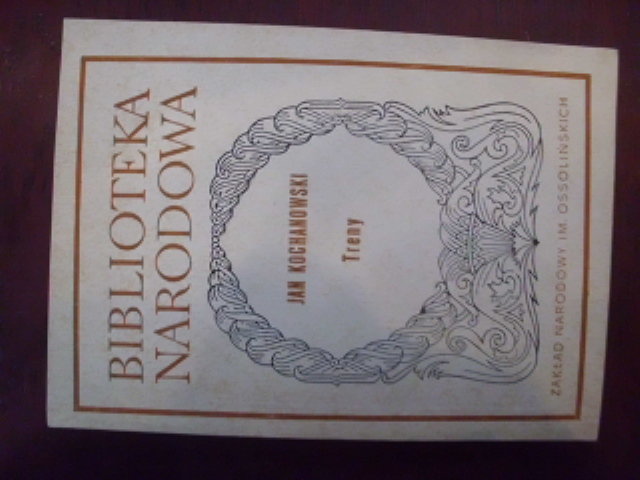 BIBLIOTEKA
NARODOWA
JAN KOCHANOWSKI
Treny
ZAKŁAD NARODOWY IM. OSSOLIŃSKICH